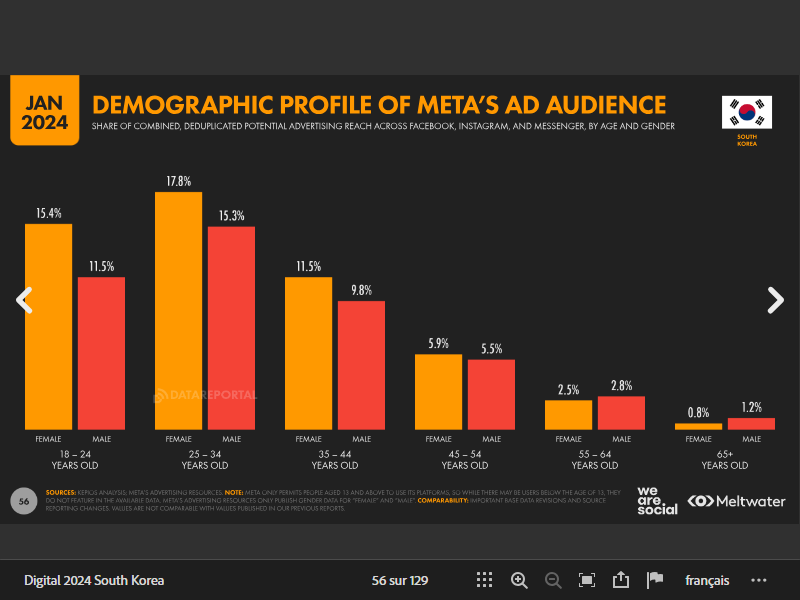 JAN
2024
DEMOGRAPHIC PROFILE OF META'S AD AUDIENCE
SHARE OF COMBINED, DEDUPLICATED POTENTIAL ADVERTISING REACH ACROSS FACEBOOK, INSTAGRAM, AND MESSENGER, BY AGE AND GENDER
SOUTH
KOREA
15.4%
11.5%
17.8%
15.3%
11.5%
9.8%
5.9%
5.5%
2.5%
2.8%
0.8%
1.2%
DATAREPORTAL
FEMALE MALE FEMALE MALE FEMALE MALE FEMALE MALE FEMALE MALE FEMALE MALE
18 – 24 25 – 34 35 – 44 45 – 54 55 – 64 65+
YEARS OLD YEARS OLD YEARS OLD YEARS OLD YEARS OLD YEARS OLD
56
SOURCES: KEPIOS ANALYSIS; META'S ADVERTISING RESOURCES. NOTE: META ONLY PERMITS PEOPLE AGED 13 AND ABOVE TO USE ITS PLATFORMS, SO WHILE THERE MAY BE USERS BELOW THE AGE OF 13, THEY
DO NOT FEATURE IN THE AVAILABLE DATA. META'S ADVERTISING RESOURCES ONLY PUBLISH GENDER DATA FOR "FEMALE" AND "MALE". COMPARABILITY: IMPORTANT BASE DATA REVISIONS AND SOURCE
REPORTING CHANGES. VALUES ARE NOT COMPARABLE WITH VALUES PUBLISHED IN OUR PREVIOUS REPORTS.
we
are.
social
Meltwater
Digital 2024 South Korea
56 sur 129
français